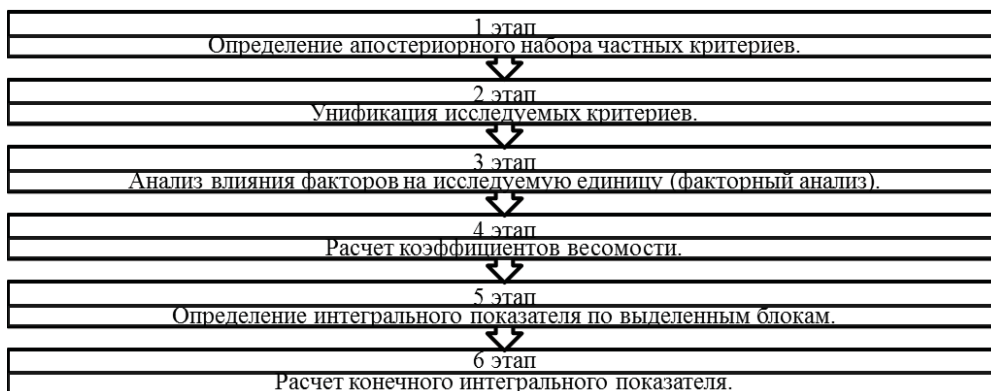 1 этап
Определение апостериорного набора частных критериев.
2 этап
Унификация исследуемых критериев.
3 этап
Анализ влияния факторов на исследуемую единицу (факторный анализ).
4 этап
Расчет коэффициентов весомости.
5 этап
Определение интегрального показателя по выделенным блокам.
6 этап
Расчет конечного интегрального показателя.